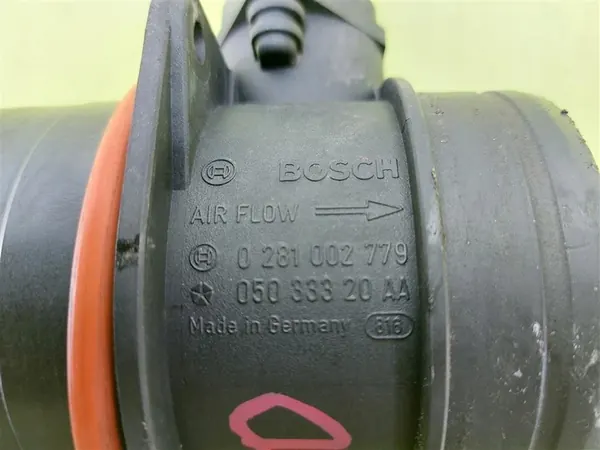 BOSCH
AIR FLOW
0 281 002 779
050 333 20 AA
Made in Germany 816